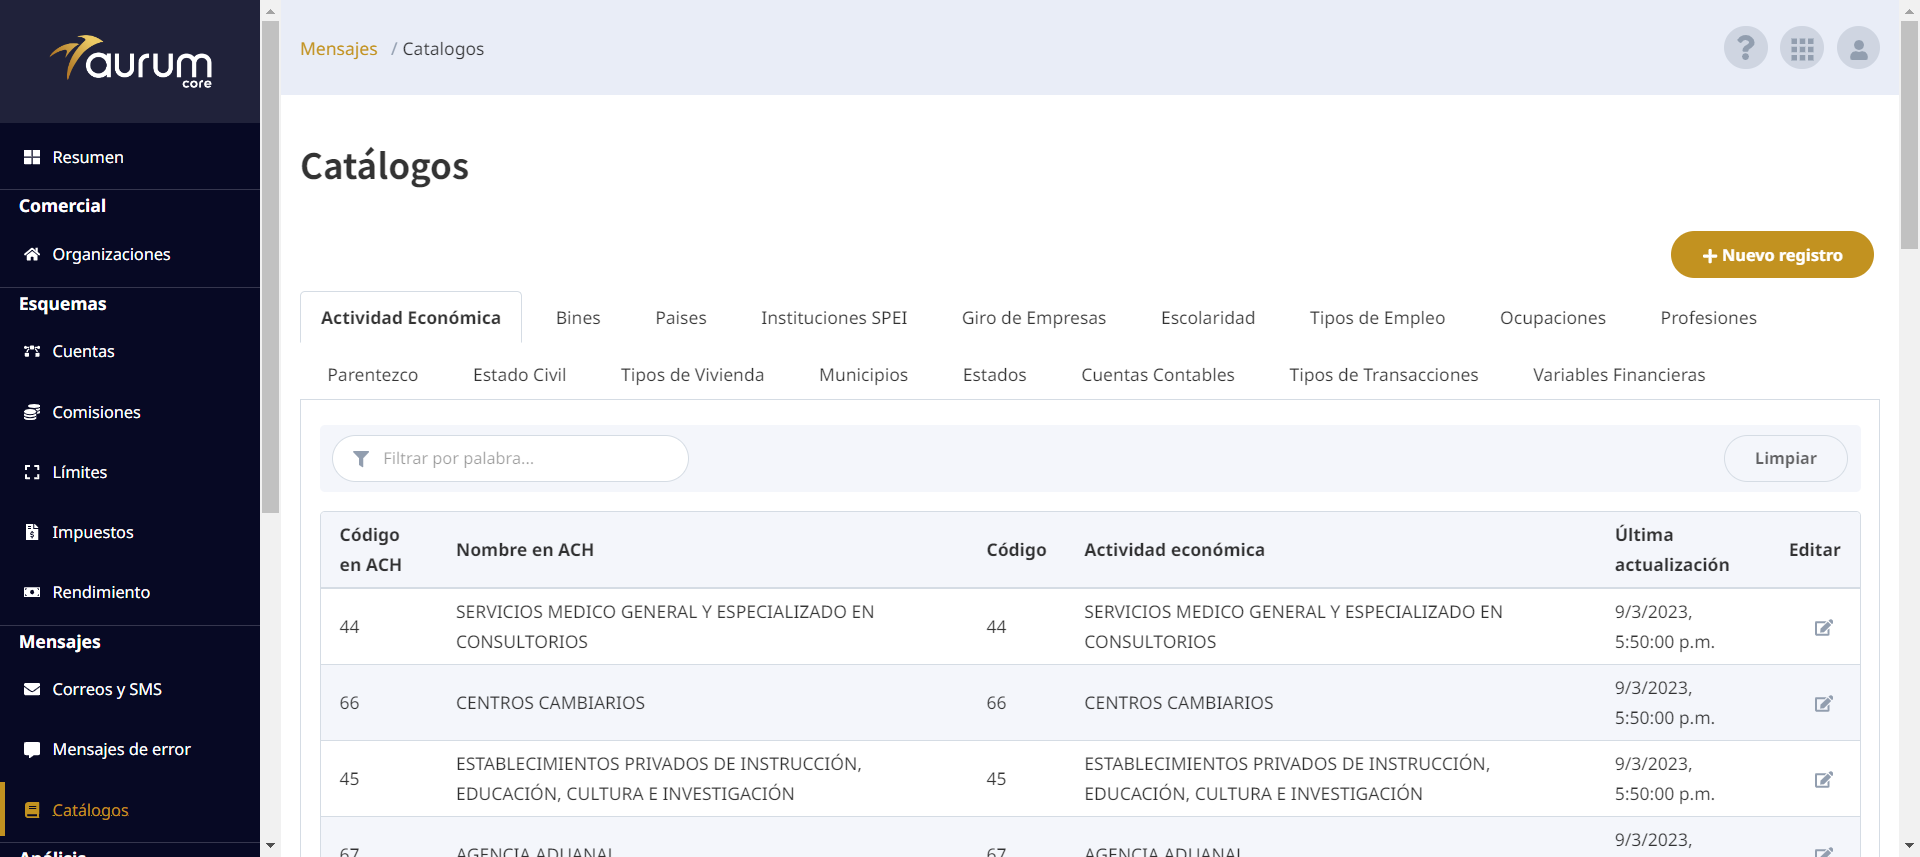 aurum
core
Resumen
Comercial
Organizaciones
Esquemas
Cuentas
Comisiones
Límites
Impuestos
Rendimiento
Mensajes
Correos y SMS
Mensajes de error
Catálogos
Análisis
Mensajes / Catalogos
?
Catálogos
+ Nuevo registro
Actividad Económica Bines Paises Instituciones SPEI Giro de Empresas Escolaridad Tipos de Empleo Ocupaciones Profesiones
Parentezco Estado Civil Tipos de Vivienda Municipios Estados Cuentas Contables Tipos de Transacciones Variables Financieras
Filtrar por palabra... Limpiar
Código en ACH Nombre en ACH Código Actividad económica Última actualización Editar
44 SERVICIOS MEDICO GENERAL Y ESPECIALIZADO EN CONSULTORIOS 44 SERVICIOS MEDICO GENERAL Y ESPECIALIZADO EN CONSULTORIOS 9/3/2023, 5:50:00 p.m.
66 CENTROS CAMBIARIOS 66 CENTROS CAMBIARIOS 9/3/2023, 5:50:00 p.m.
45 ESTABLECIMIENTOS PRIVADOS DE INSTRUCCIÓN, EDUCACIÓN, CULTURA E INVESTIGACIÓN 45 ESTABLECIMIENTOS PRIVADOS DE INSTRUCCIÓN, EDUCACIÓN, CULTURA E INVESTIGACIÓN 9/3/2023, 5:50:00 p.m.
67 AGENCIA ADUANAL 67 AGENCIA ADUANAL 9/3/2023,